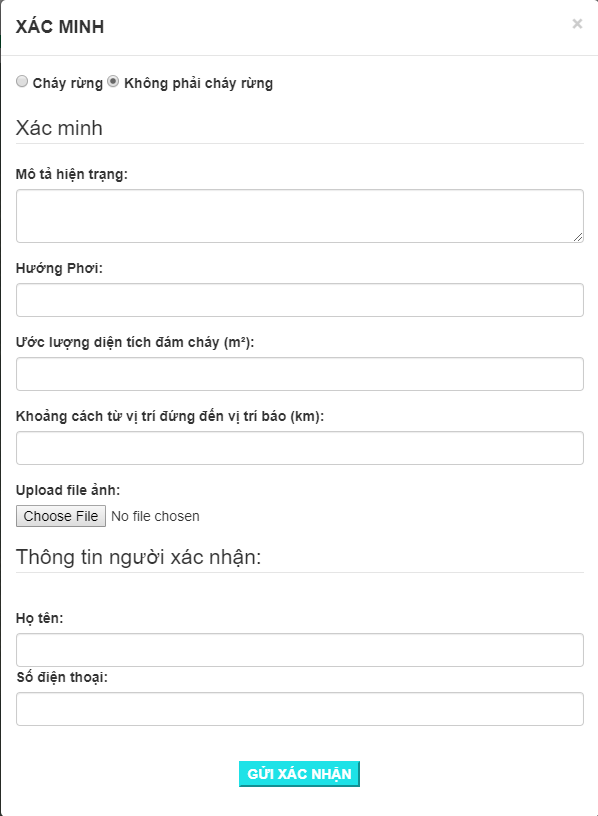 XÁC MINH
×
Cháy rừng Không phải cháy rừng
Xác minh
Mô tả hiện trạng:
Hướng Phơi:
Ước lượng diện tích đám cháy (m²):
Khoảng cách từ vị trí đứng đến vị trí báo (km):
Upload file ảnh:
Choose File No file chosen
Thông tin người xác nhận:
Họ tên:
Số điện thoại:
GỬI XÁC NHẬN